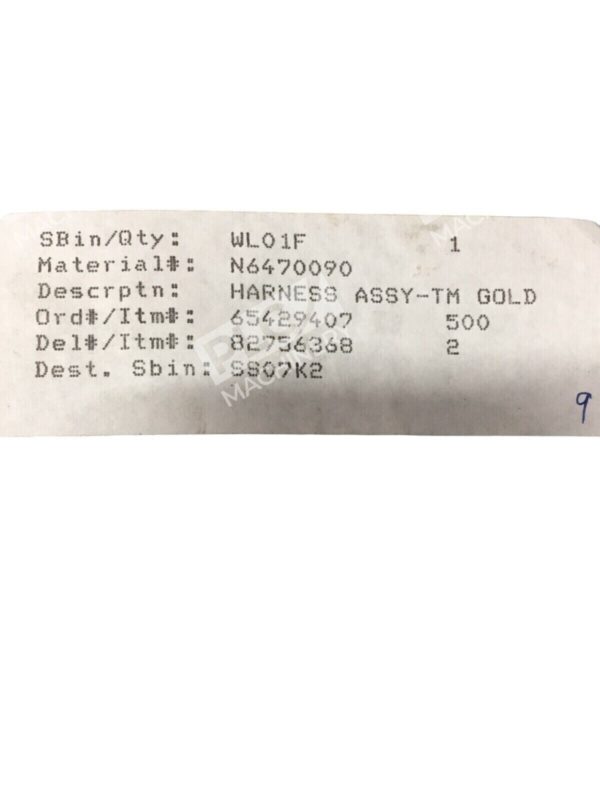 SBin/Qty: WL01F 1
Material#: N6470090
Descrptn: HARNESS ASSY-TM GOLD
Ord#/Itm#: 65429407 500
Del#/Itm#: 82756368 2
Dest. Sbin: SS07K2
9